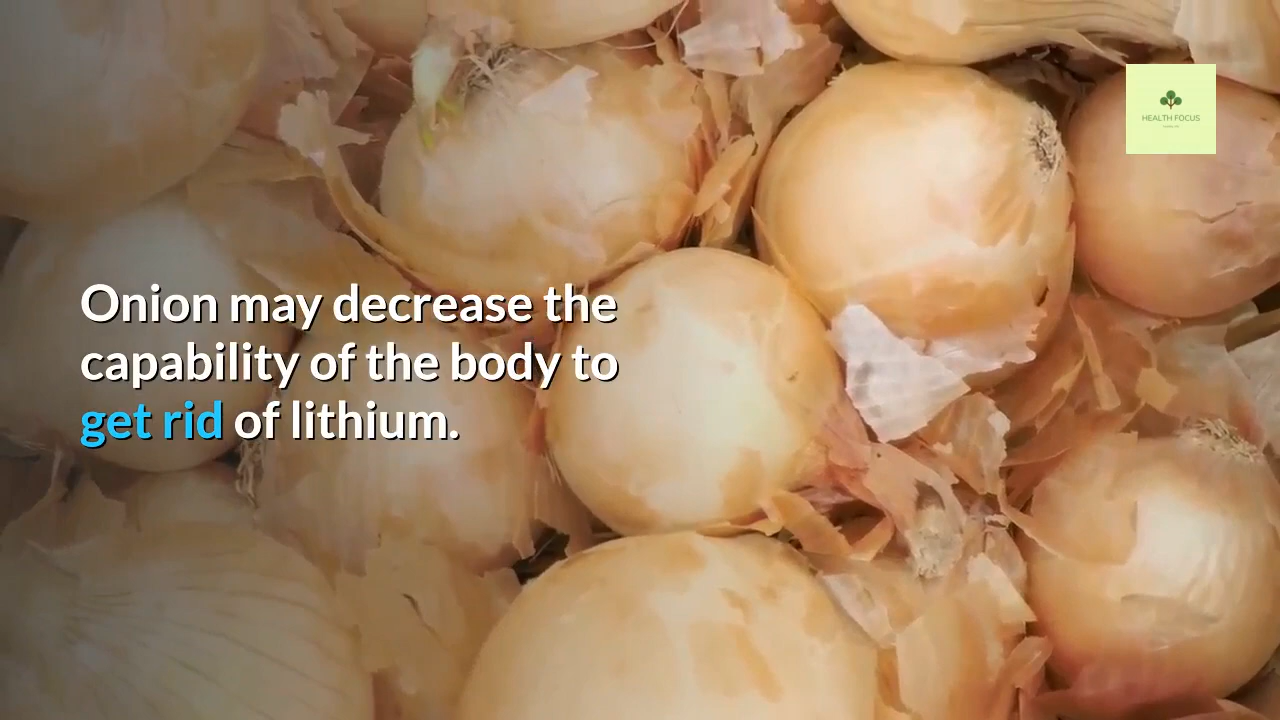 Onion may decrease the
capability of the body to
get rid of lithium.
HEALTH FOCUS